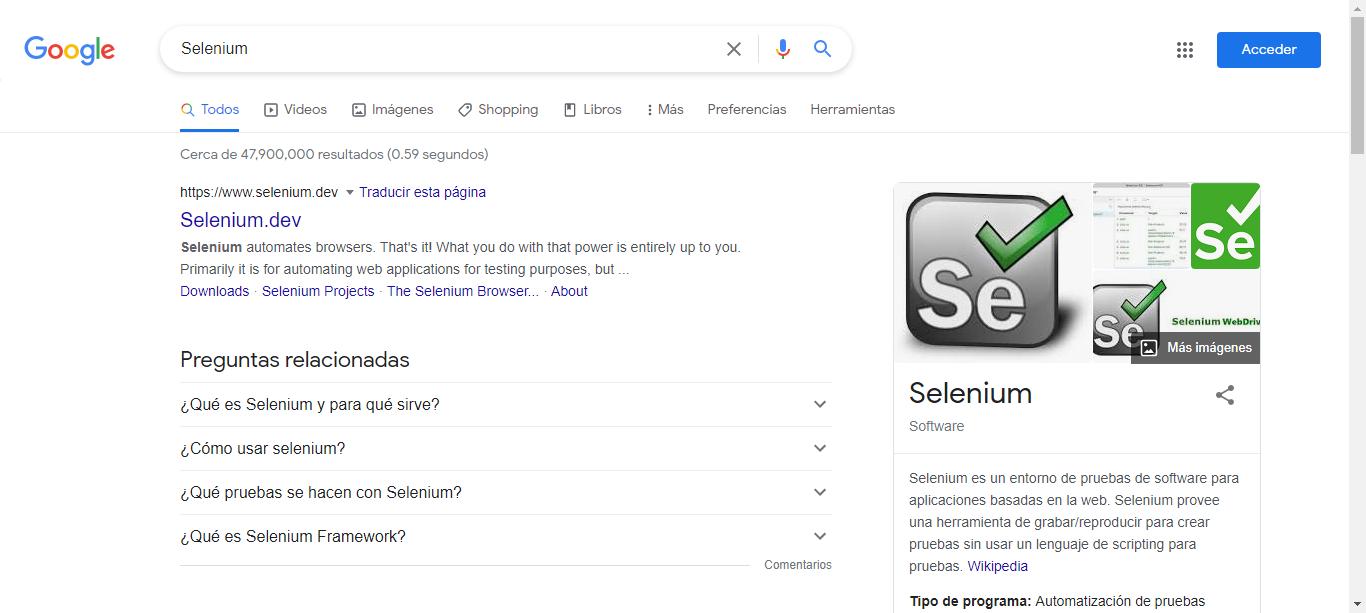 Google
Selenium
Acceder
Todos Videos Imágenes Shopping Libros Más Preferencias Herramientas
Cerca de 47,900,000 resultados (0.59 segundos)
https://www.selenium.dev Traducir esta página
Selenium.dev
Selenium automates browsers. That's it! What you do with that power is entirely up to you.
Primarily it is for automating web applications for testing purposes, but ...
Downloads · Selenium Projects · The Selenium Browser... · About
Preguntas relacionadas
¿Qué es Selenium y para qué sirve?
¿Cómo usar selenium?
¿Qué pruebas se hacen con Selenium?
¿Qué es Selenium Framework?
Comentarios
Se
Se
Se
Selenium WebDriv
Más imágenes
Selenium
Software
Selenium es un entorno de pruebas de software para
aplicaciones basadas en la web. Selenium provee
una herramienta de grabar/reproducir para crear
pruebas sin usar un lenguaje de scripting para
pruebas. Wikipedia
Tipo de programa: Automatización de pruebas